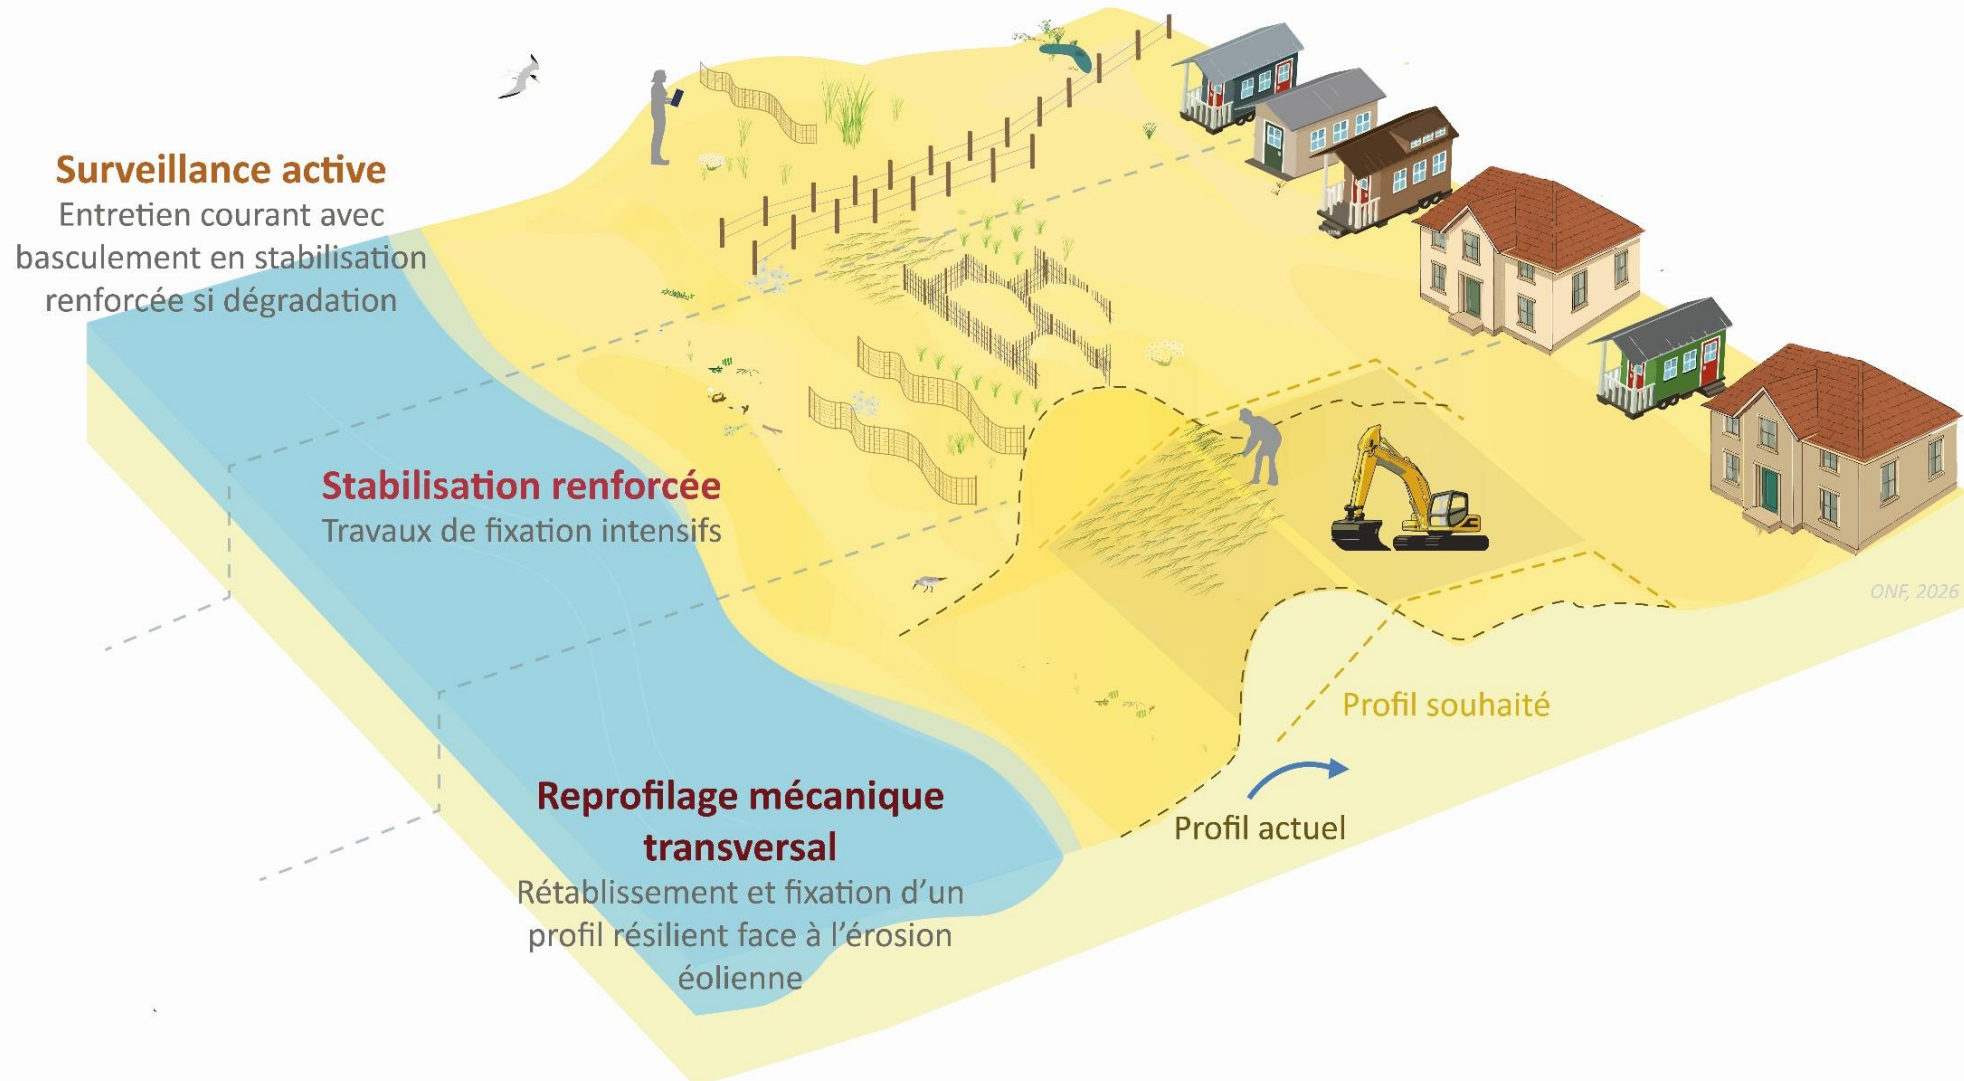 Surveillance active
Entretien courant avec
basculement en stabilisation
renforcée si dégradation
Stabilisation renforcée
Travaux de fixation intensifs
Reprofilage mécanique
transversal
Rétablissement et fixation d’un
profil résilient face à l’érosion
éolienne
Profil souhaité
Profil actuel
ONF, 2026